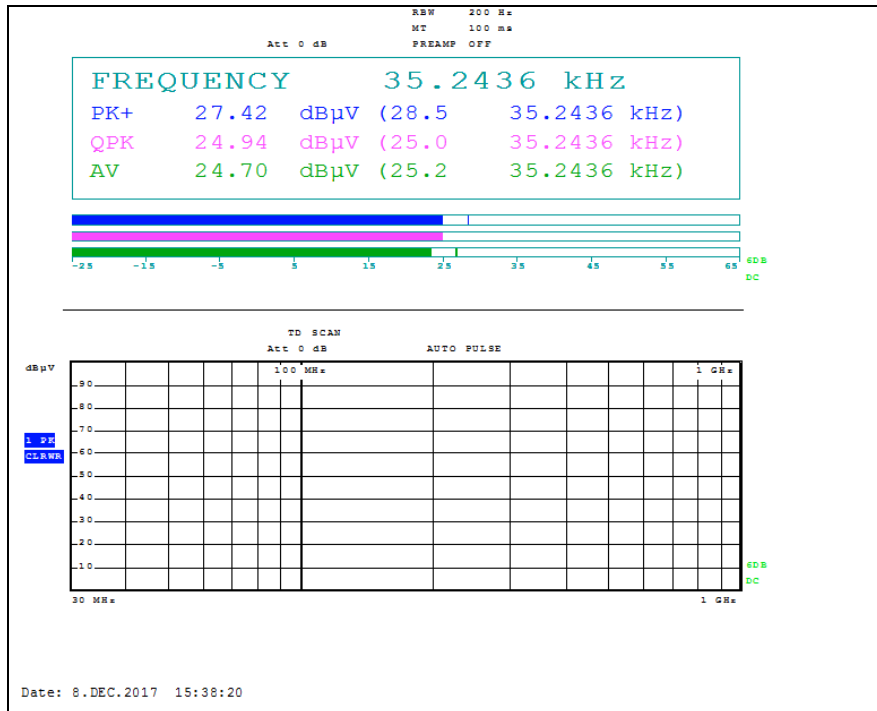 RBW 200 Hz
MT 100 ms
Att 0 dB PREAMP OFF
FREQUENCY 35.2436 kHz
PK+ 27.42 dBµV (28.5 35.2436 kHz)
QPK 24.94 dBµV (25.0 35.2436 kHz)
AV 24.70 dBµV (25.2 35.2436 kHz)
-25 -15 -5 5 15 25 35 45 55 65 6DB
DC
TD SCAN
Att 0 dB AUTO PULSE
dBµV 100 MHz 1 GHz
90
80
70
1 PK
CLRWR 60
50
40
30
20
10 6DB
DC
30 MHz 1 GHz
Date: 8.DEC.2017 15:38:20